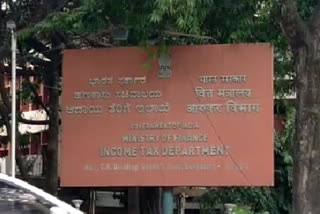 ಭಾರತ ಸರ್ಕಾರ
भारत सरकार
ಹಣಕಾಸು ಸಚಿವಾಲಯ
वित्त मंत्रालय
ಆದಾಯ ತೆರಿಗೆ ಇಲಾಖೆ
आयकर विभाग
GOVERNMENT OF INDIA
MINISTRY OF FINANCE
INCOME TAX DEPARTMENT